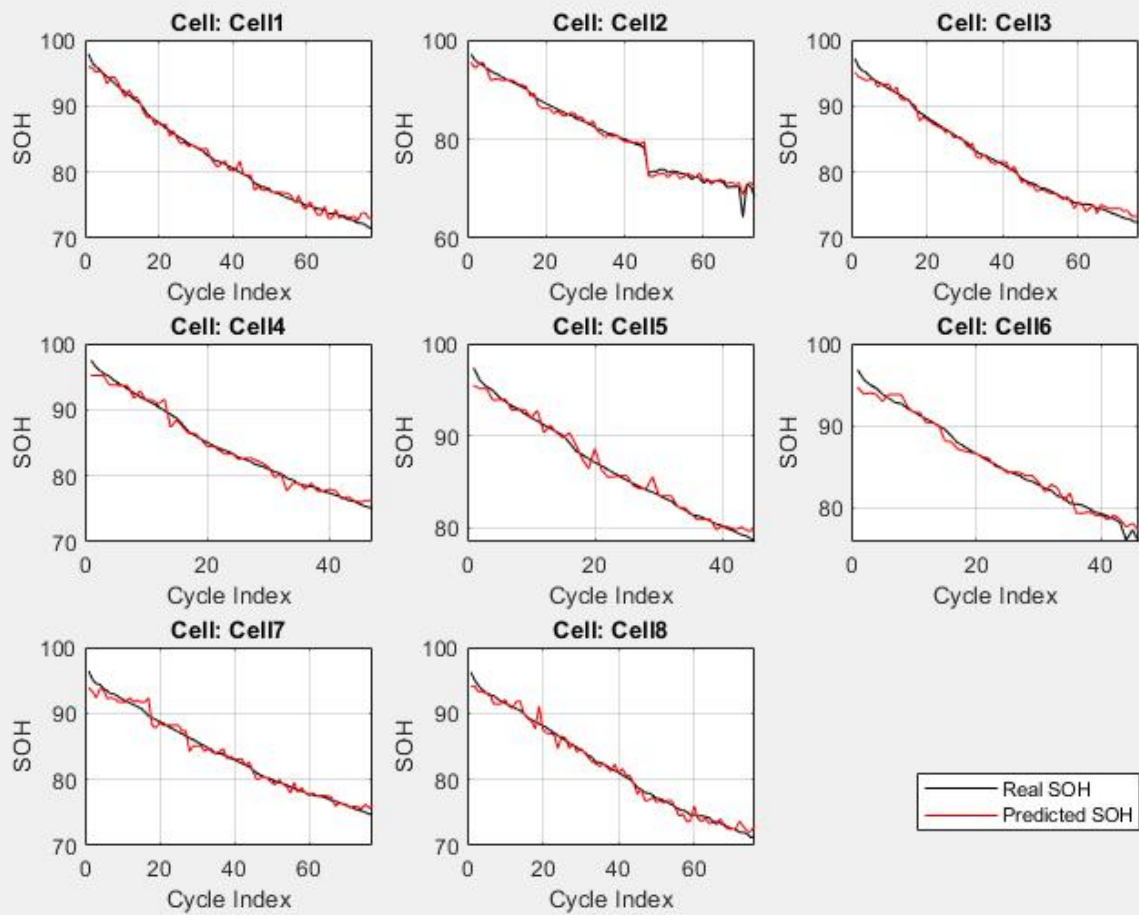 Cell: Cell1
100
90
80
70
SOH
0 20 40 60
Cycle Index
Cell: Cell2
100
80
60
SOH
0 20 40 60
Cycle Index
Cell: Cell3
100
90
80
70
SOH
0 20 40 60
Cycle Index
Cell: Cell4
100
90
80
70
SOH
0 20 40
Cycle Index
Cell: Cell5
100
90
80
SOH
0 20 40
Cycle Index
Cell: Cell6
100
90
80
SOH
0 20 40
Cycle Index
Cell: Cell7
100
90
80
70
SOH
0 20 40 60
Cycle Index
Cell: Cell8
100
90
80
70
SOH
0 20 40 60
Cycle Index
Real SOH
Predicted SOH